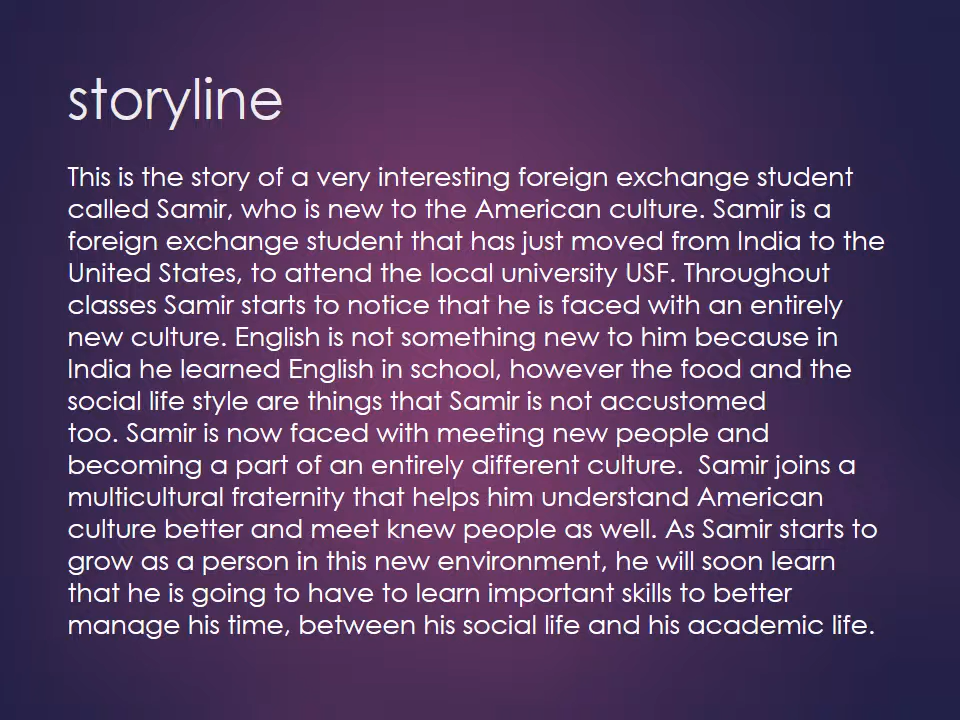 storyline
This is the story of a very interesting foreign exchange student
called Samir, who is new to the American culture. Samir is a
foreign exchange student that has just moved from India to the
United States, to attend the local university USF. Throughout
classes Samir starts to notice that he is faced with an entirely
new culture. English is not something new to him because in
India he learned English in school, however the food and the
social life style are things that Samir is not accustomed
too. Samir is now faced with meeting new people and
becoming a part of an entirely different culture.  Samir joins a
multicultural fraternity that helps him understand American
culture better and meet knew people as well. As Samir starts to
grow as a person in this new environment, he will soon learn
that he is going to have to learn important skills to better
manage his time, between his social life and his academic life.